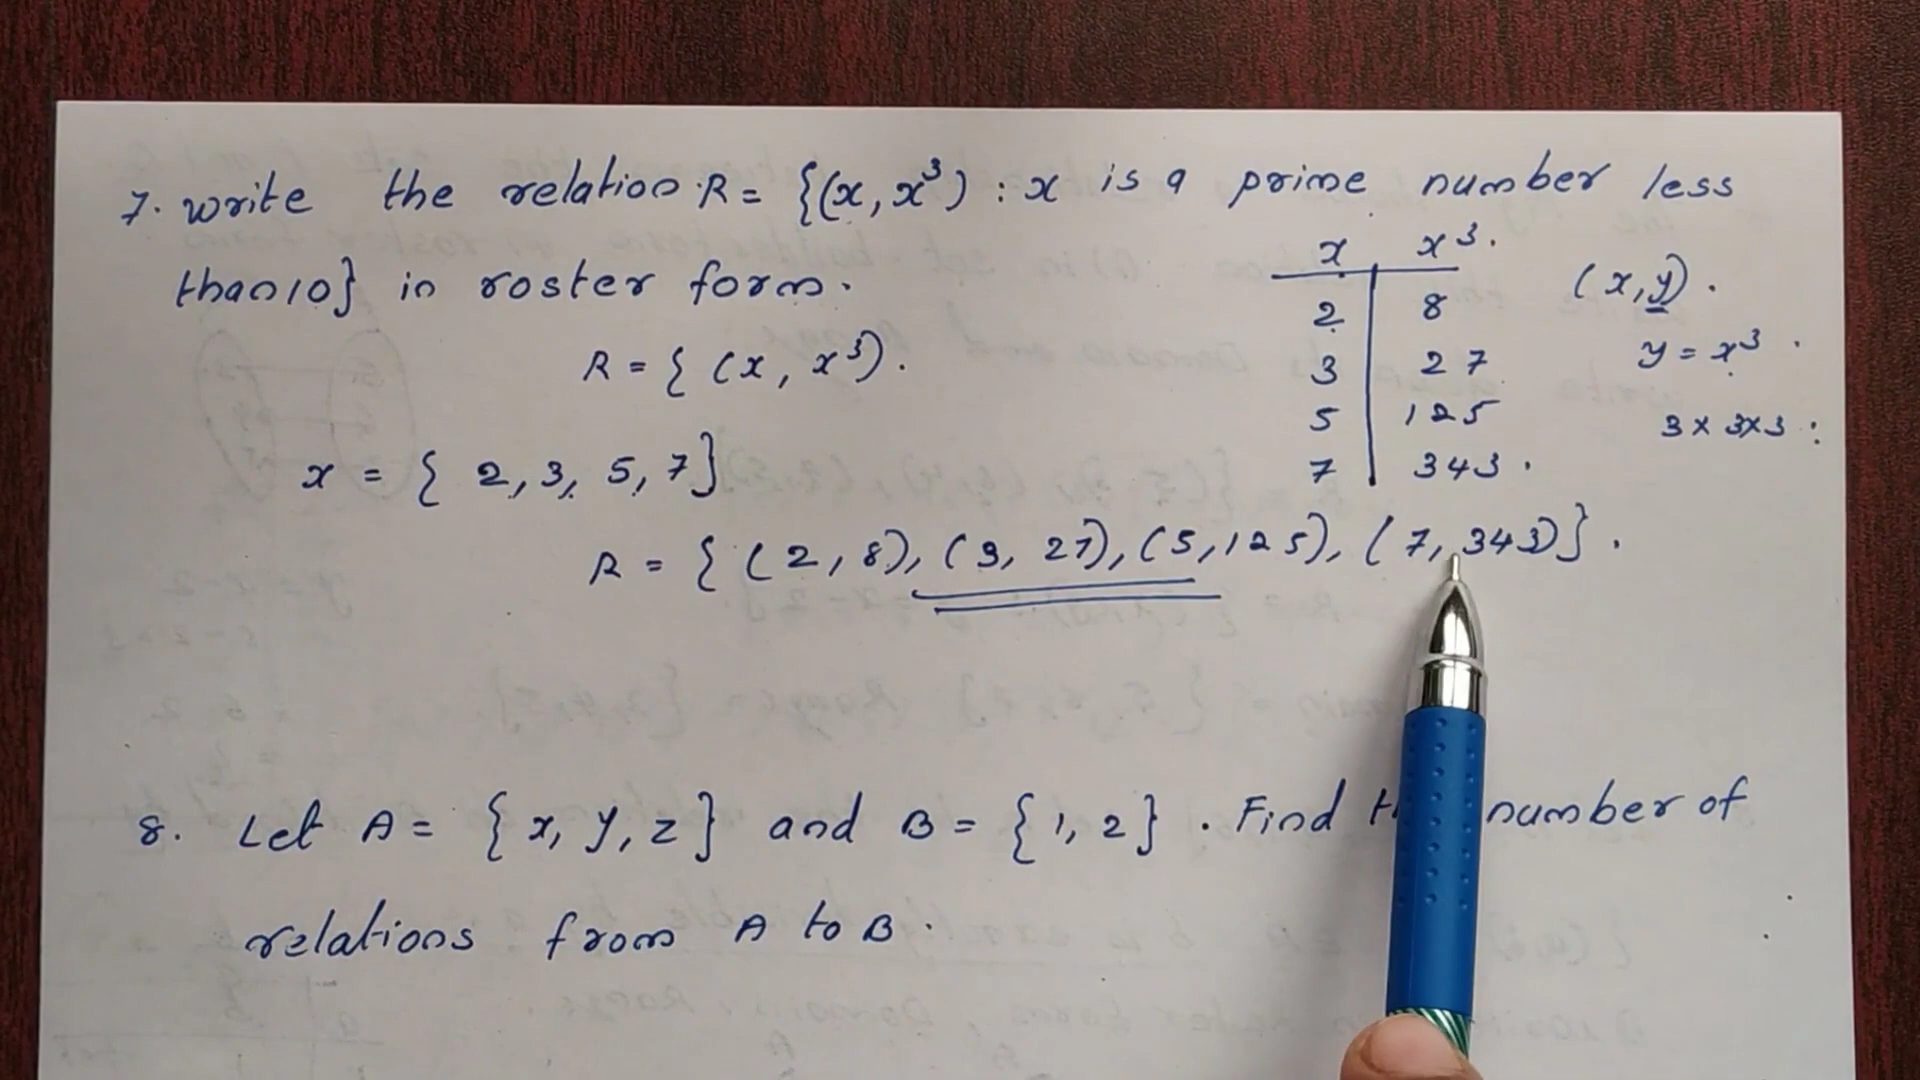 7. write the relation R = {(x, x³) : x is a prime number less
than 10} in roster form.
x x³.
2 8
3 27
5 125
7 343.
(x, y).
y = x³.
3 x 3x3 :
R = { (x, x³).
x = { 2, 3, 5, 7}
R = { (2, 8), (3, 27), (5, 125), (7, 343)}.
8. Let A = {x, y, z} and B = {1, 2}. Find number of
relations from A to B.